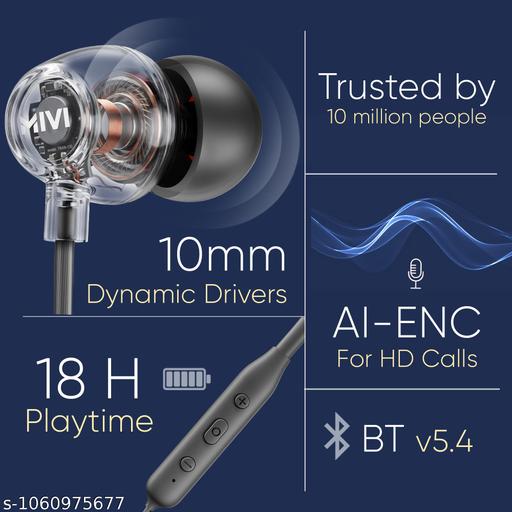 MIVI
10mm
Dynamic Drivers
Trusted by
10 million people
AI-ENC
For HD Calls
18 H
Playtime
BT v5.4
s-1060975677